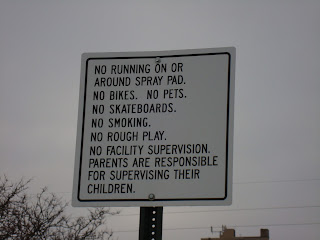 NO RUNNING ON OR
AROUND SPRAY PAD.
NO BIKES. NO PETS.
NO SKATEBOARDS.
NO SMOKING.
NO ROUGH PLAY.
NO FACILITY SUPERVISION.
PARENTS ARE RESPONSIBLE
FOR SUPERVISING THEIR
CHILDREN.